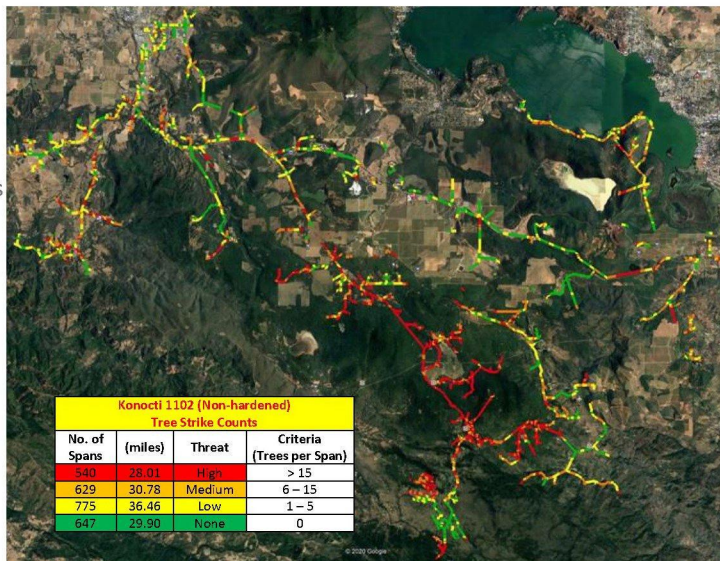 Konocti 1102 (Non-hardened)
Tree Strike Counts
No. of Spans (miles) Threat Criteria (Trees per Span)
540 28.01 High > 15
629 30.78 Medium 6 – 15
775 36.46 Low 1 – 5
647 29.90 None 0
© 2020 Google